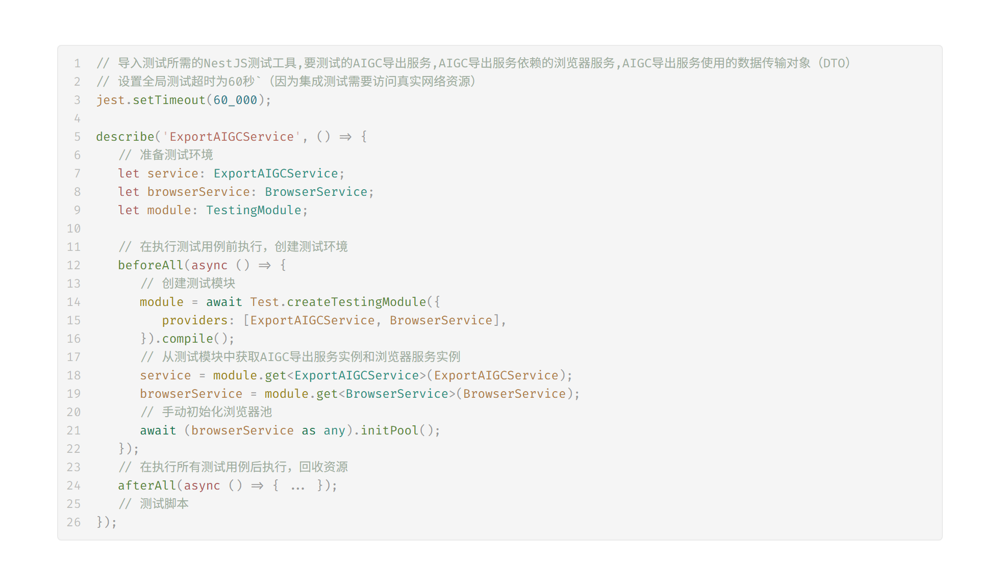 1 // 导入测试所需的NestJS测试工具,要测试的AIGC导出服务,AIGC导出服务依赖的浏览器服务,AIGC导出服务使用的数据传输对象（DTO）
2 // 设置全局测试超时为60秒`（因为集成测试需要访问真实网络资源）
3 jest.setTimeout(60_000);
4
5 describe('ExportAIGCService', () => {
6 // 准备测试环境
7 let service: ExportAIGCService;
8 let browserService: BrowserService;
9 let module: TestingModule;
10
11 // 在执行测试用例前执行，创建测试环境
12 beforeAll(async () => {
13 // 创建测试模块
14 module = await Test.createTestingModule({
15 providers: [ExportAIGCService, BrowserService],
16 }).compile();
17 // 从测试模块中获取AIGC导出服务实例和浏览器服务实例
18 service = module.get<ExportAIGCService>(ExportAIGCService);
19 browserService = module.get<BrowserService>(BrowserService);
20 // 手动初始化浏览器池
21 await (browserService as any).initPool();
22 });
23 // 在执行所有测试用例后执行，回收资源
24 afterAll(async () => { ... });
25 // 测试脚本
26 });